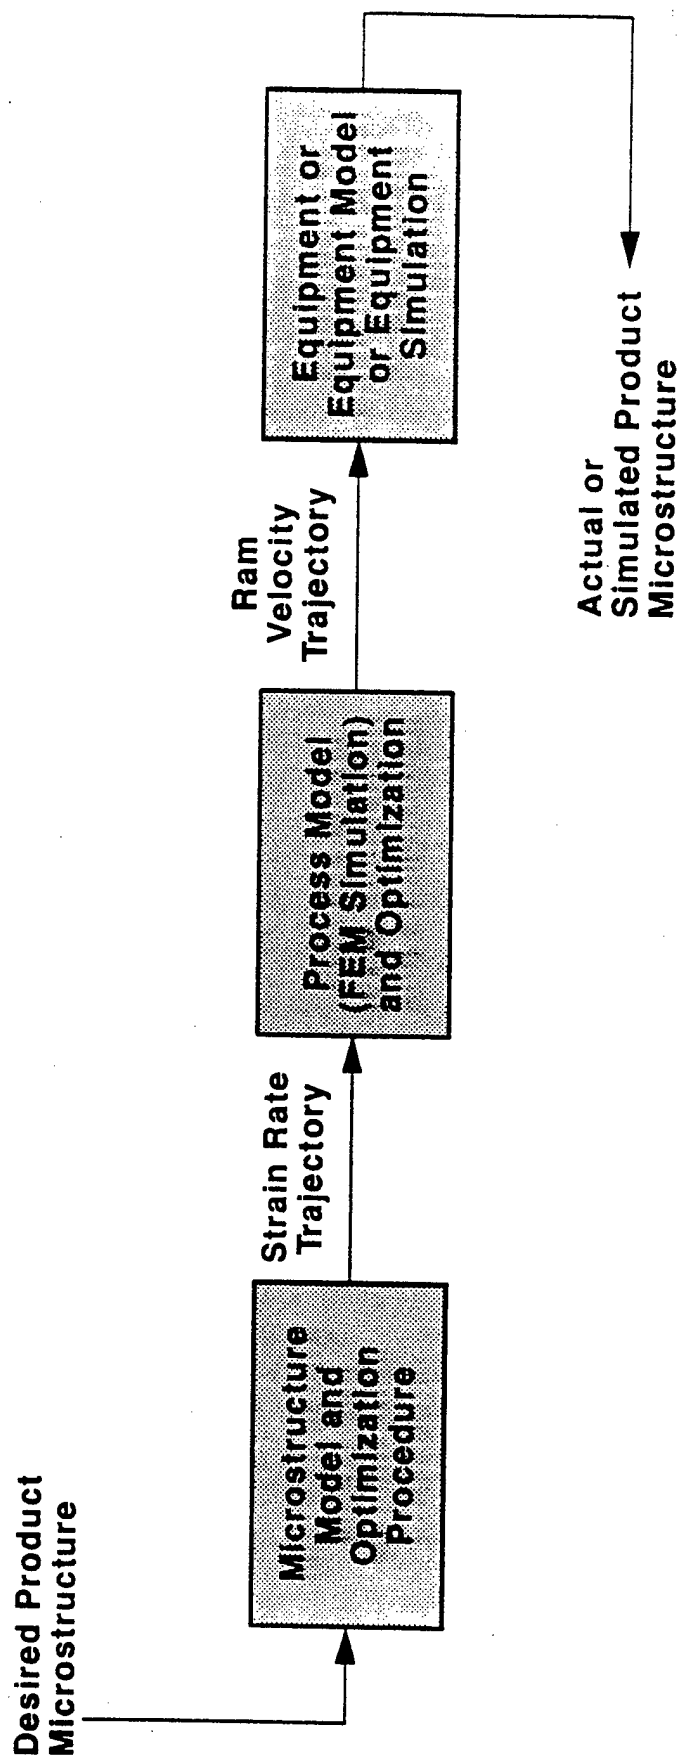 Desired Product
Microstructure
Microstructure
Model and
Optimization
Procedure
Strain Rate
Trajectory
Process Model
(FEM Simulation)
and Optimization
Ram
Velocity
Trajectory
Equipment or
Equipment Model
or Equipment
Simulation
Actual or
Simulated Product
Microstructure